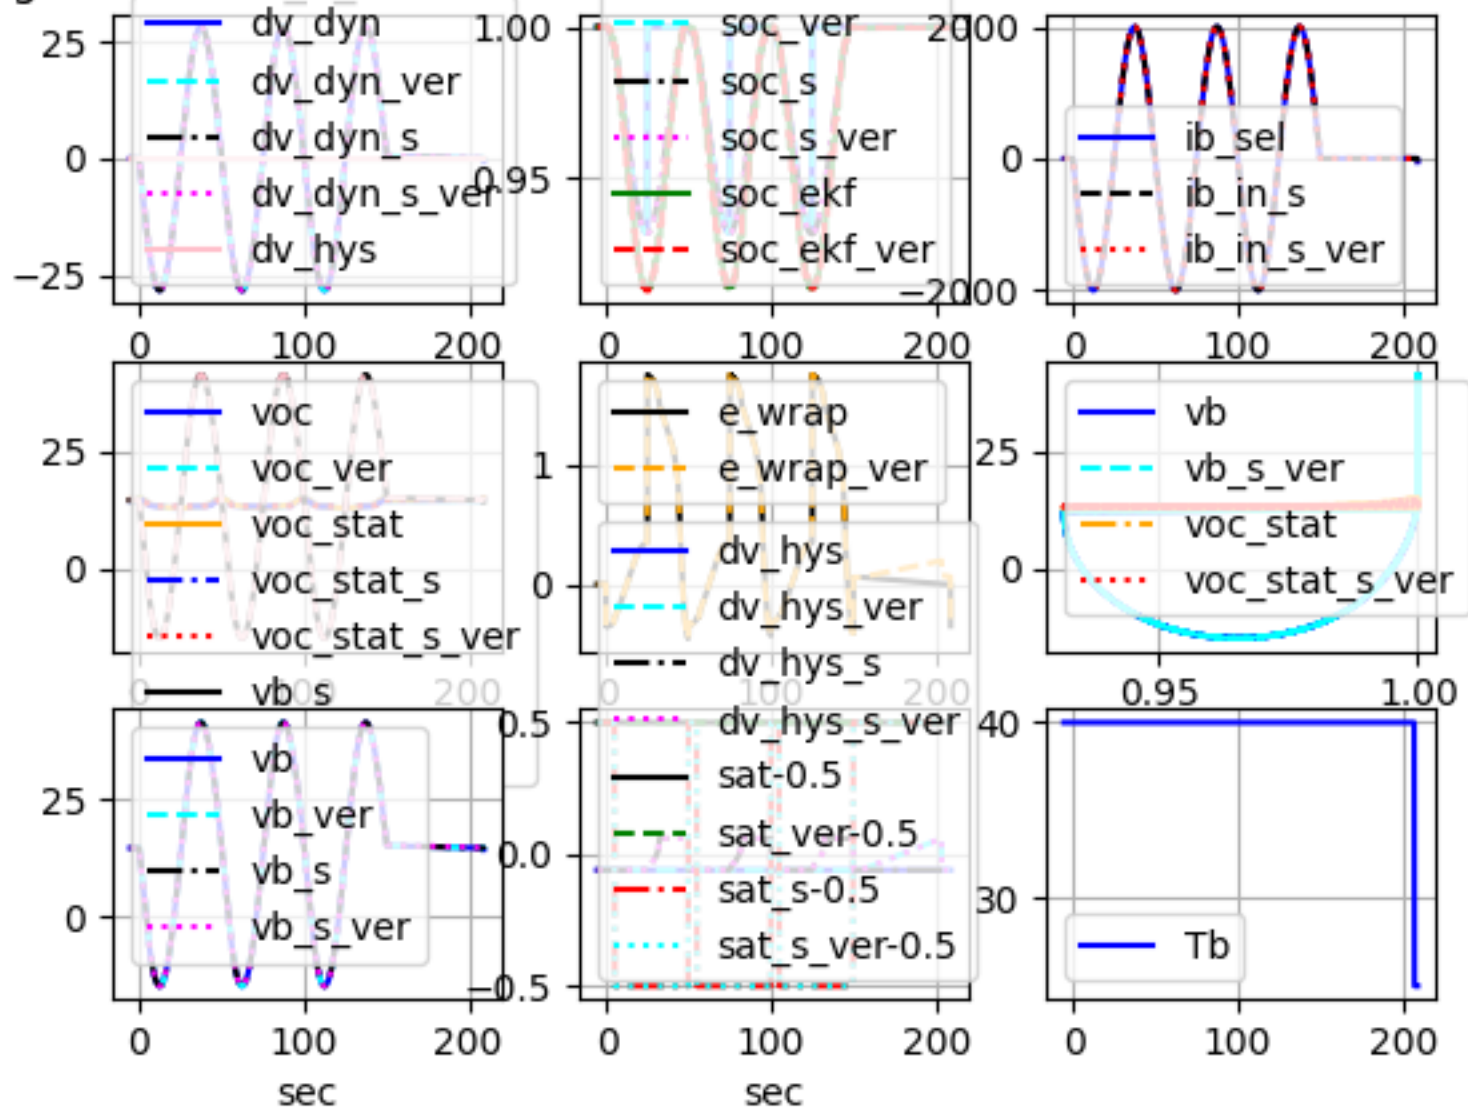 dv_dyn
dv_dyn_ver
dv_dyn_s
dv_dyn_s_ver
dv_hys
25
0
−25
0
100
200
soc_ver
soc_s
soc_s_ver
soc_ekf
soc_ekf_ver
1.00
0.95
0
100
200
ib_sel
ib_in_s
ib_in_s_ver
2000
0
−2000
0
100
200
voc
voc_ver
voc_stat
voc_stat_s
voc_stat_s_ver
vb_s
25
0
0
100
200
e_wrap
e_wrap_ver
1
0
0
200
vb
vb_s_ver
voc_stat
voc_stat_s_ver
25
0
0.95
1.00
vb
vb_ver
vb_s
vb_s_ver
25
0
0
100
200
sec
dv_hys
dv_hys_ver
dv_hys_s
dv_hys_s_ver
sat-0.5
sat_ver-0.5
sat_s-0.5
sat_s_ver-0.5
0.5
0.0
−0.5
0
100
200
sec
Tb
40
30
0
100
200